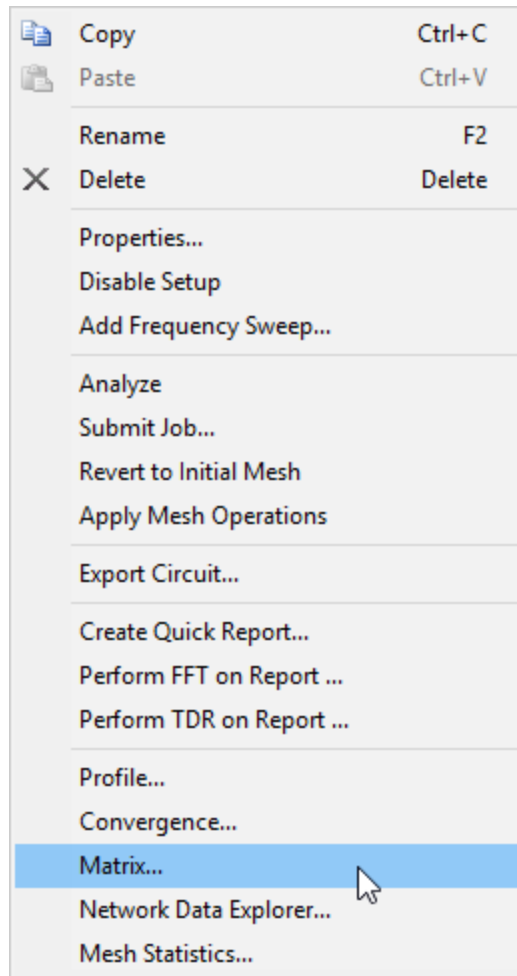 Copy Ctrl+C
Paste Ctrl+V
Rename F2
Delete Delete
Properties...
Disable Setup
Add Frequency Sweep...
Analyze
Submit Job...
Revert to Initial Mesh
Apply Mesh Operations
Export Circuit...
Create Quick Report...
Perform FFT on Report ...
Perform TDR on Report ...
Profile...
Convergence...
Matrix...
Network Data Explorer...
Mesh Statistics...